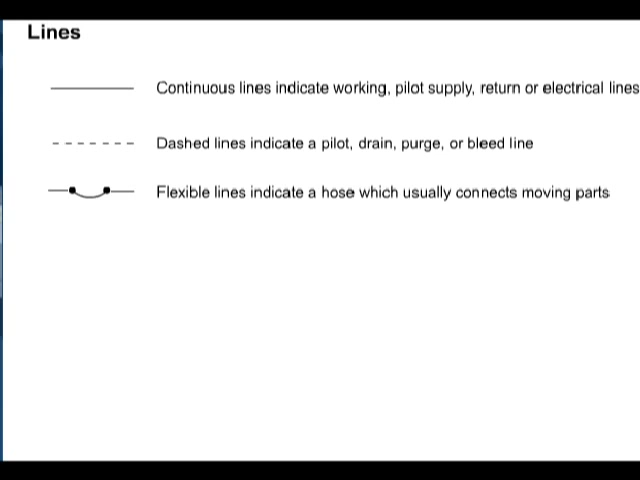 Lines
Continuous lines indicate working, pilot supply, return or electrical lines
Dashed lines indicate a pilot, drain, purge, or bleed line
Flexible lines indicate a hose which usually connects moving parts